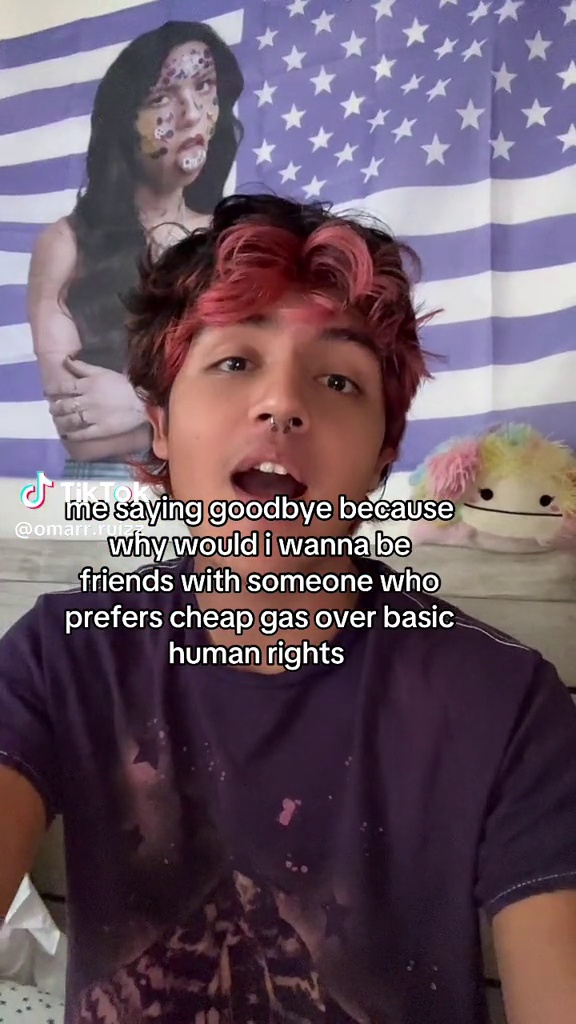 TikTok
@omarr.ruizz
me saying goodbye because
why would i wanna be
friends with someone who
prefers cheap gas over basic
human rights